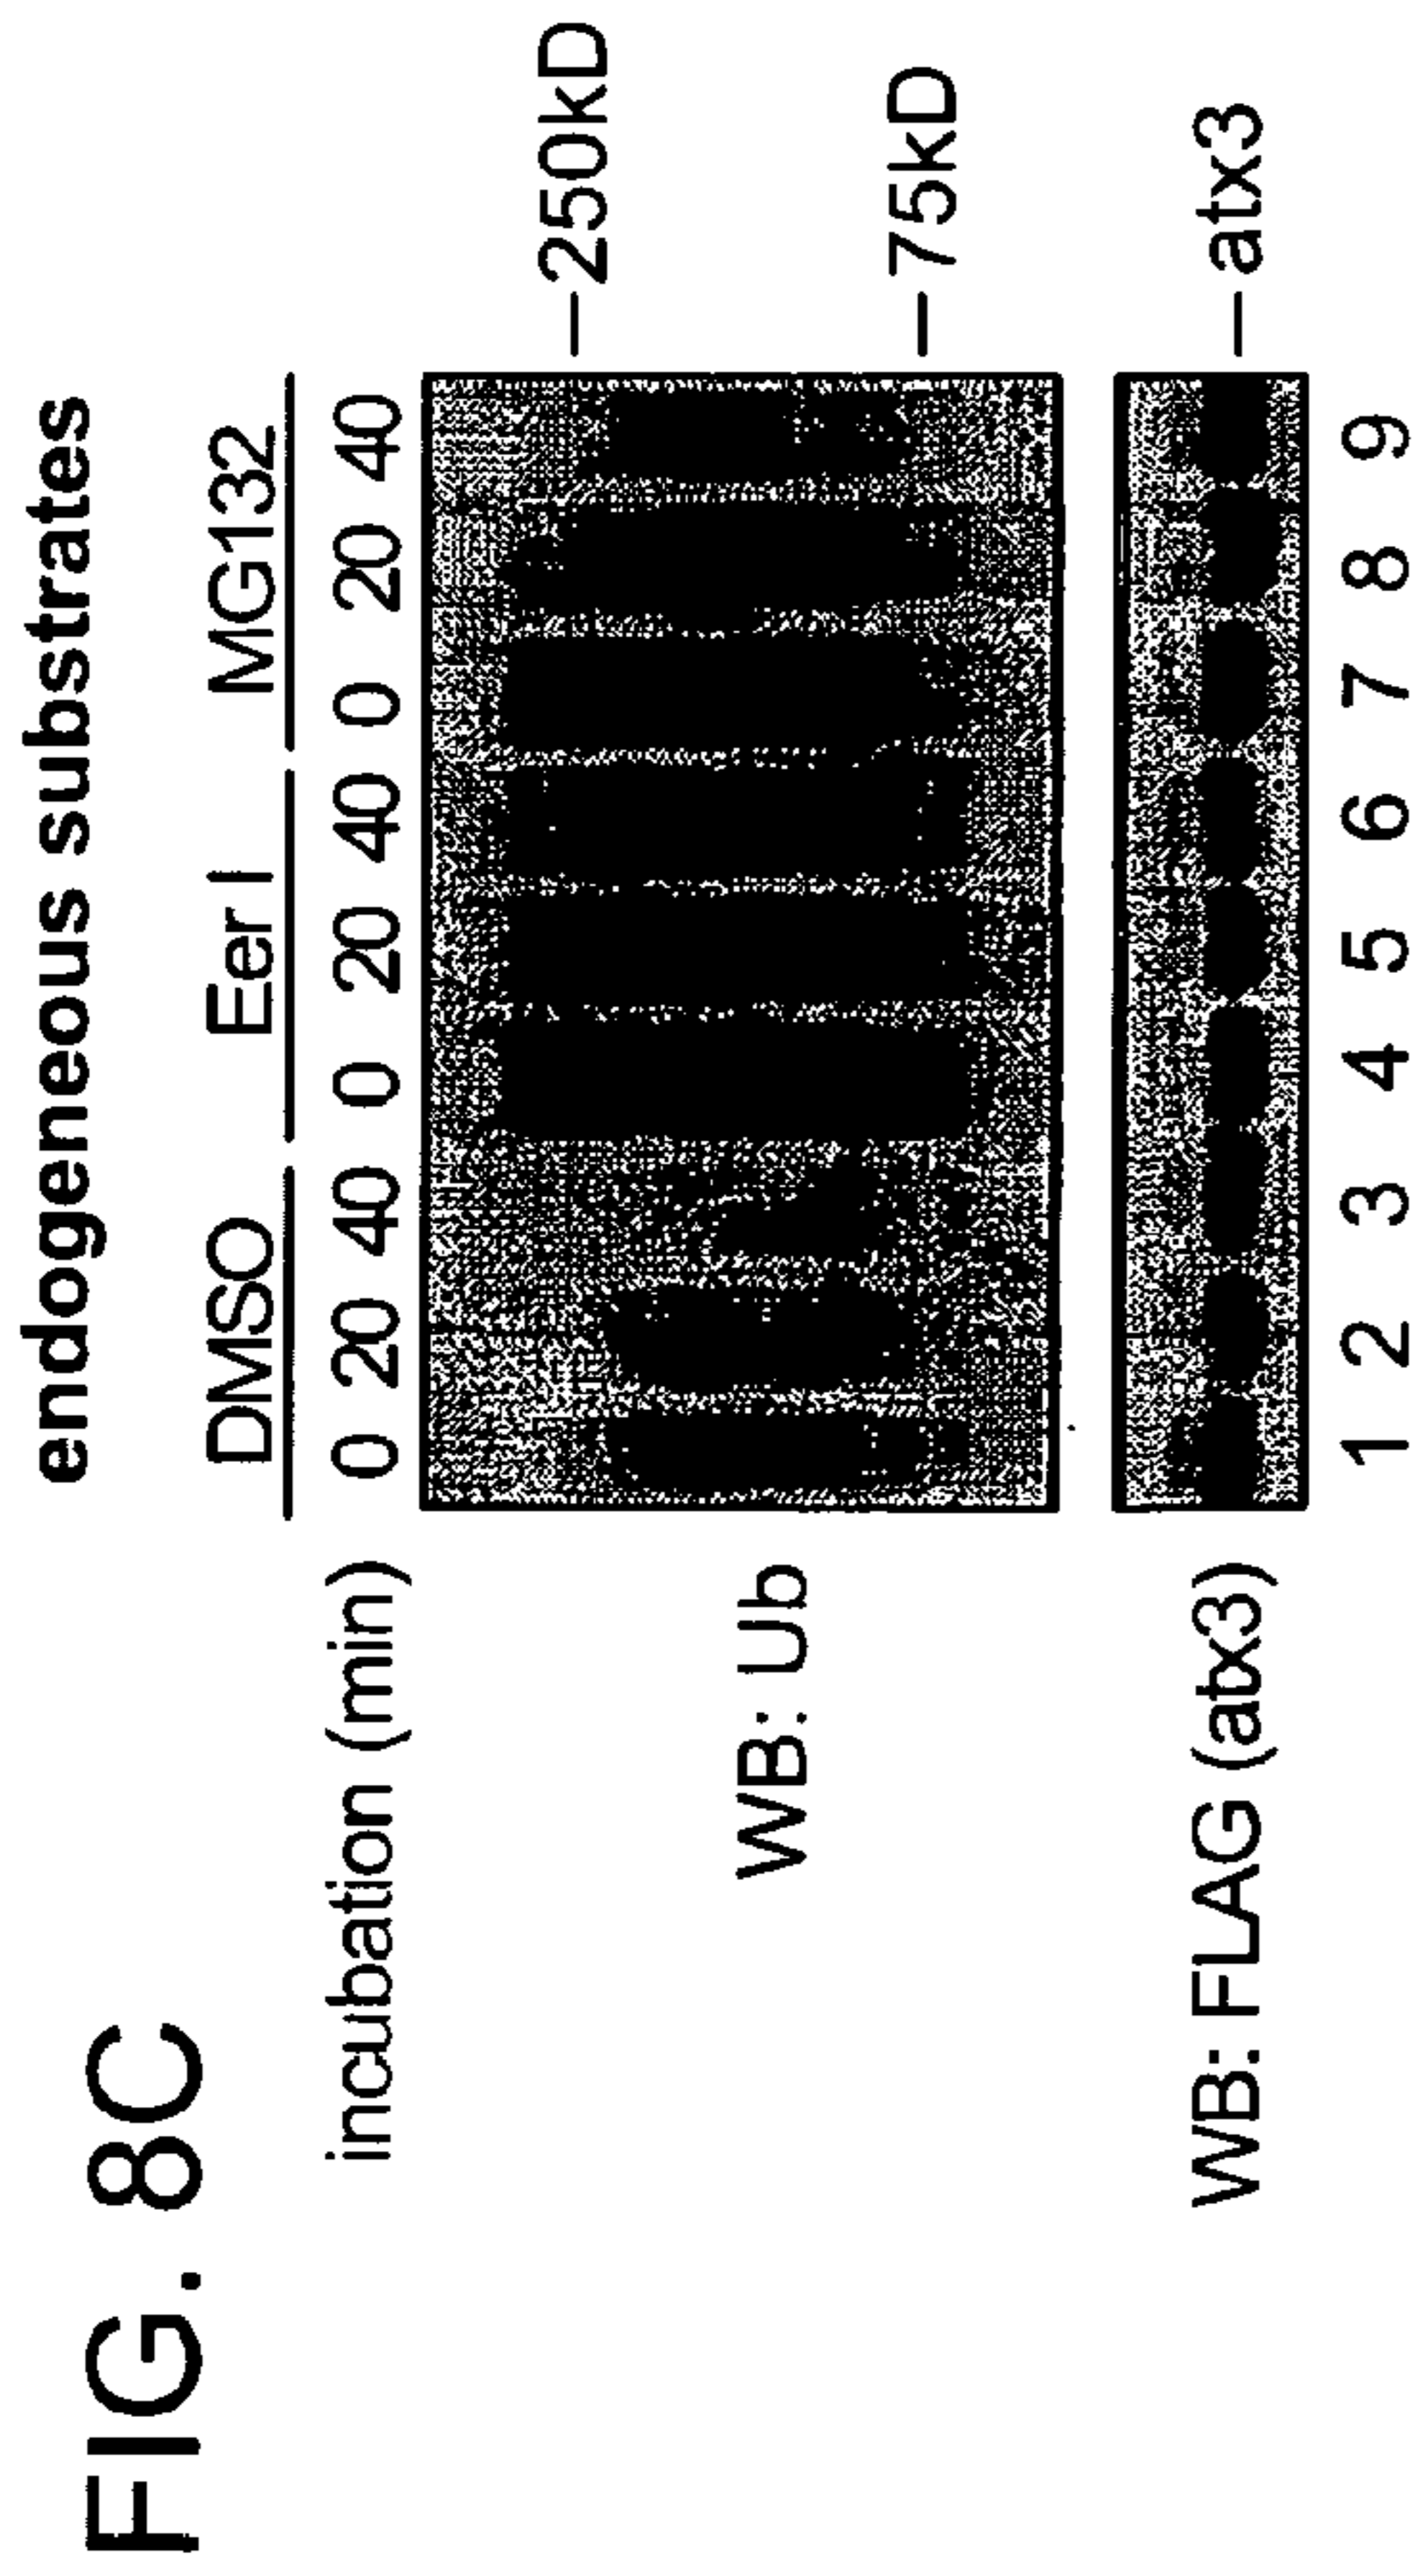 FIG. 8C
endogeneous substrates
DMSO Eer I MG132
incubation (min) 0 20 40 0 20 40 0 20 40
250kD
WB: Ub
75kD
WB: FLAG (atx3) atx3
1 2 3 4 5 6 7 8 9